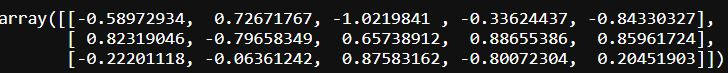 array([[-0.58972934,  0.72671767, -1.0219841 , -0.33624437, -0.84330327],
       [ 0.82319046, -0.79658349,  0.65738912,  0.88655386,  0.85961724],
       [-0.22201118, -0.06361242,  0.87583162, -0.80072304,  0.20451903]])